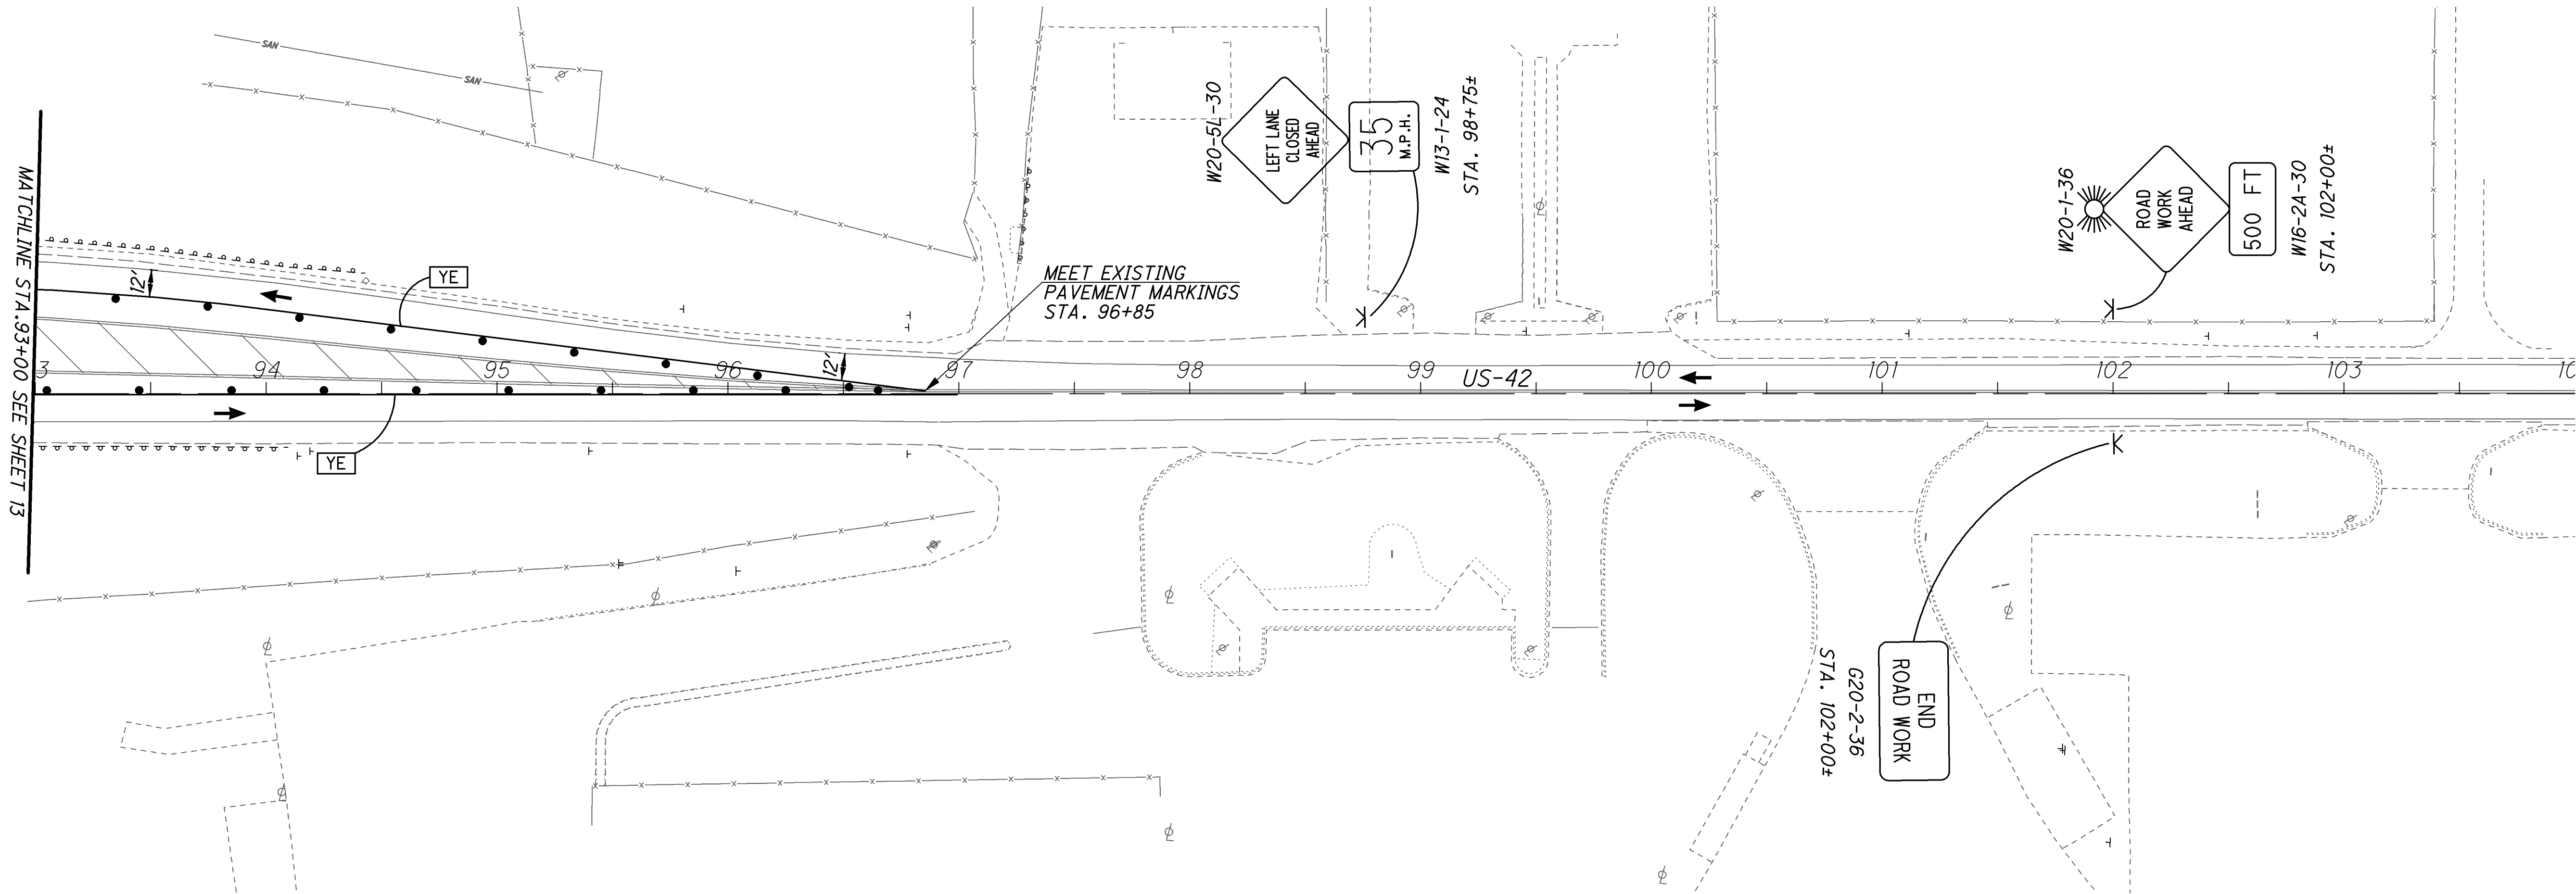 SAN
SAN
MATCHLINE STA.93+00 SEE SHEET 13
12'
YE
YE
12'
MEET EXISTING
PAVEMENT MARKINGS
STA. 96+85
W20-5L-30
LEFT LANE
CLOSED
AHEAD
35
M.P.H.
W13-1-24
STA. 98+75±
W20-1-36
ROAD
WORK
AHEAD
500 FT
W16-2A-30
STA. 102+00±
3 94 95 96 97 98 99 US-42 100 101 102 103 10
END
ROAD WORK
G20-2-36
STA. 102+00±